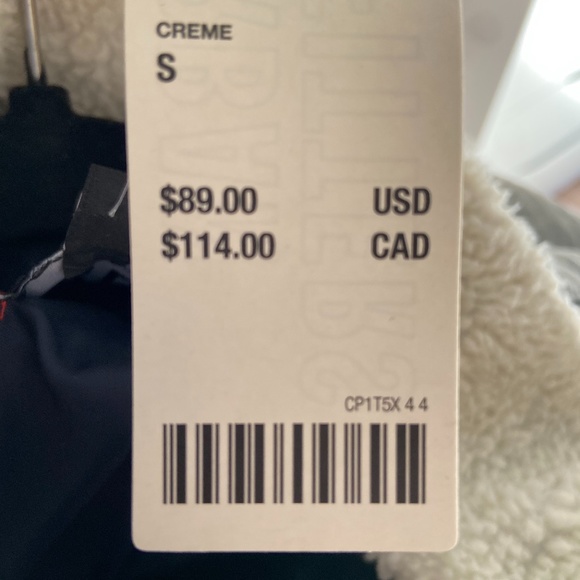 CREME
S
$89.00 USD
$114.00 CAD
CP1T5X 4 4